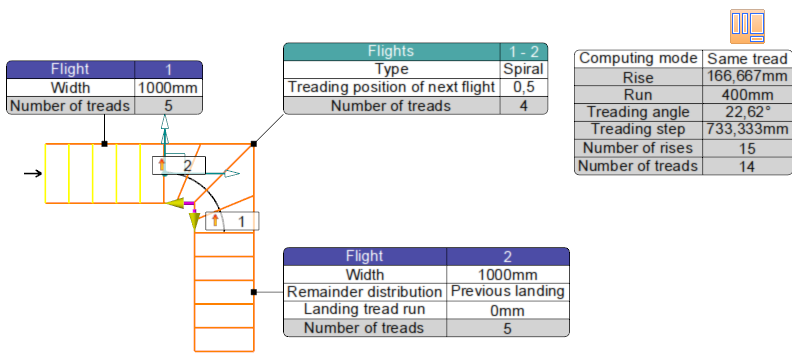 Flight 1
Width 1000mm
Number of treads 5
Flights 1 - 2
Type Spiral
Treading position of next flight 0,5
Number of treads 4
Computing mode Same tread
Rise 166,667mm
Run 400mm
Treading angle 22,62°
Treading step 733,333mm
Number of rises 15
Number of treads 14
2
1
Flight 2
Width 1000mm
Remainder distribution Previous landing
Landing tread run 0mm
Number of treads 5